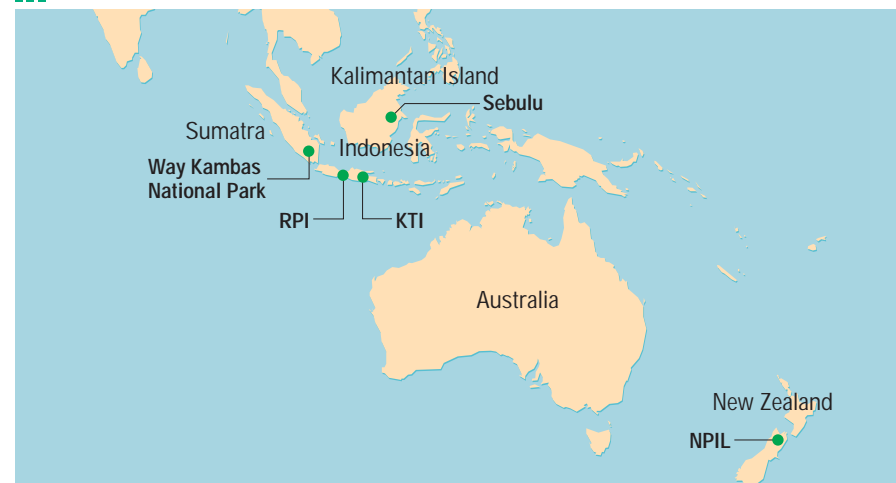 Kalimantan Island
Sebulu
Sumatra
Indonesia
Way Kambas
National Park
RPI
KTI
Australia
New Zealand
NPIL